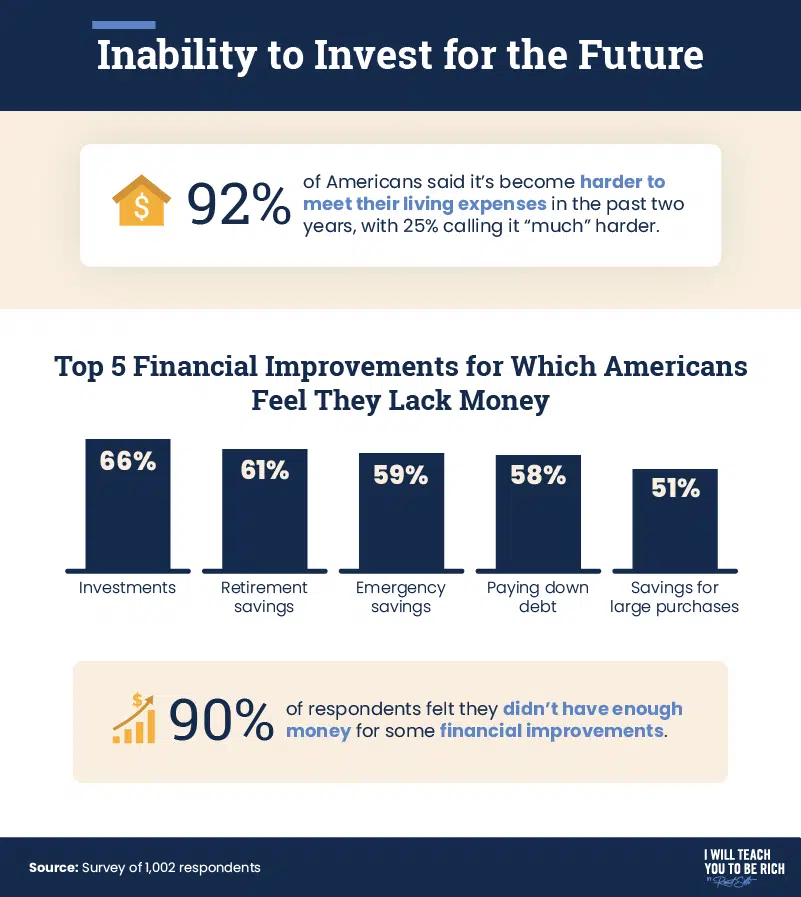 Inability to Invest for the Future
$
92%
of Americans said it’s become harder to
meet their living expenses in the past two
years, with 25% calling it “much” harder.
Top 5 Financial Improvements for Which Americans
Feel They Lack Money
66%
61%
59%
58%
51%
Investments
Retirement
savings
Emergency
savings
Paying down
debt
Savings for
large purchases
$
90%
of respondents felt they didn’t have enough
money for some financial improvements.
Source: Survey of 1,002 respondents
I WILL TEACH
YOU TO BE RICH
BY